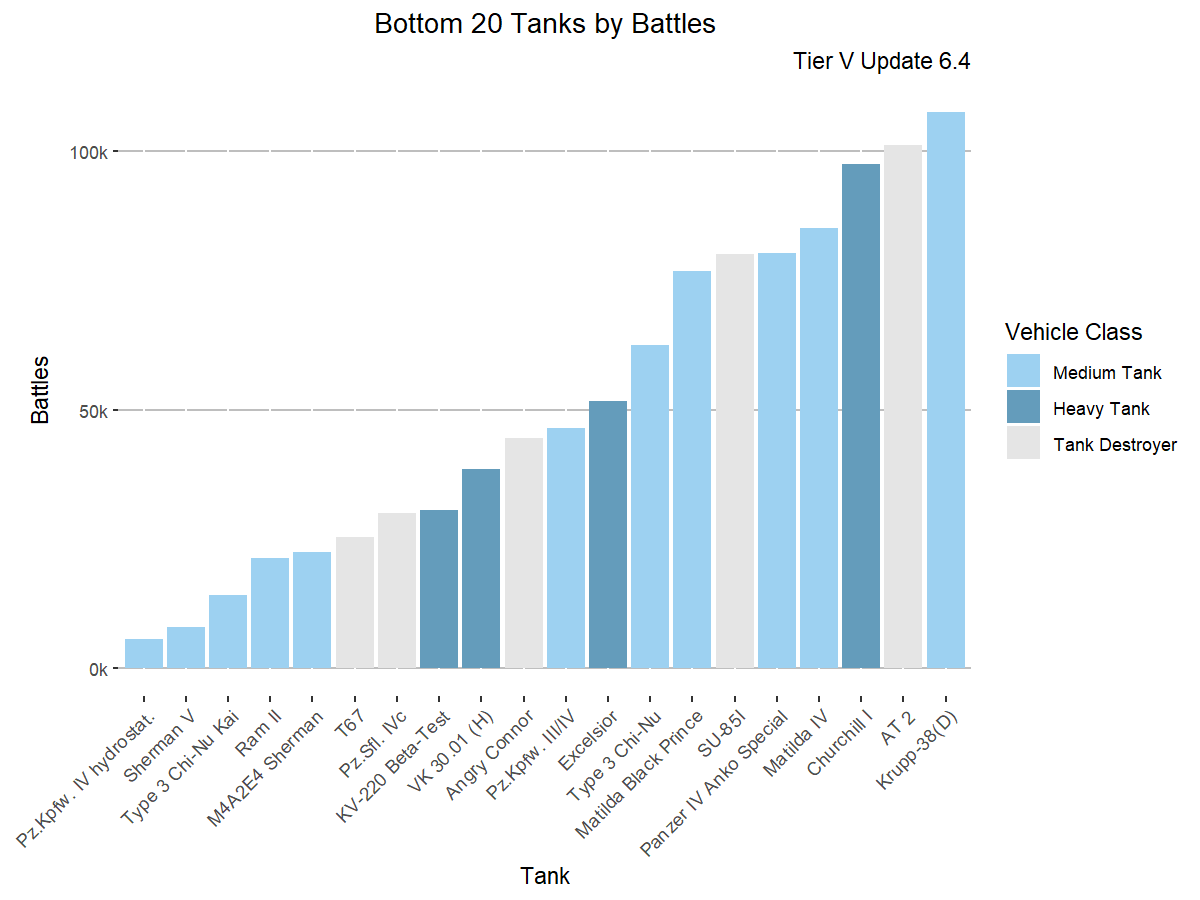 Bottom 20 Tanks by Battles
Tier V Update 6.4
100k
50k
0k
Battles
Pz.Kpfw. IV hydrostat.
Sherman V
Type 3 Chi-Nu Kai
Ram II
M4A2E4 Sherman
T67
Pz.Sfl. IVc
KV-220 Beta-Test
VK 30.01 (H)
Angry Connor
Pz.Kpfw. III/IV
Excelsior
Type 3 Chi-Nu
Matilda Black Prince
SU-85I
Panzer IV Anko Special
Matilda IV
Churchill I
AT 2
Krupp-38(D)
Tank
Vehicle Class
Medium Tank
Heavy Tank
Tank Destroyer